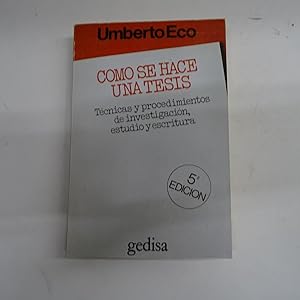 Umberto Eco
COMO SE HACE
UNA TESIS
Técnicas y procedimientos
de investigación,
estudio y escritura
5ª
EDICION
gedisa